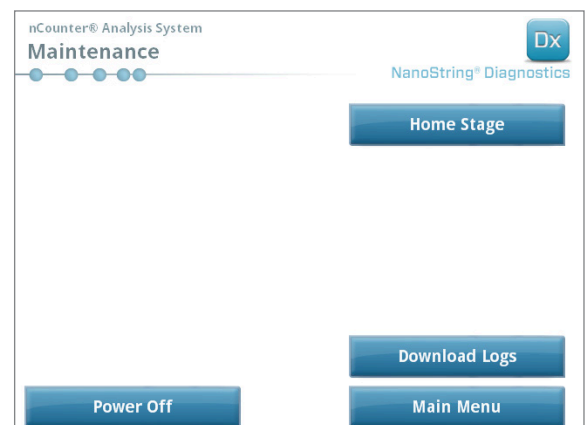 nCounter® Analysis System
Maintenance
Dx
NanoString® Diagnostics
Home Stage
Download Logs
Power Off
Main Menu